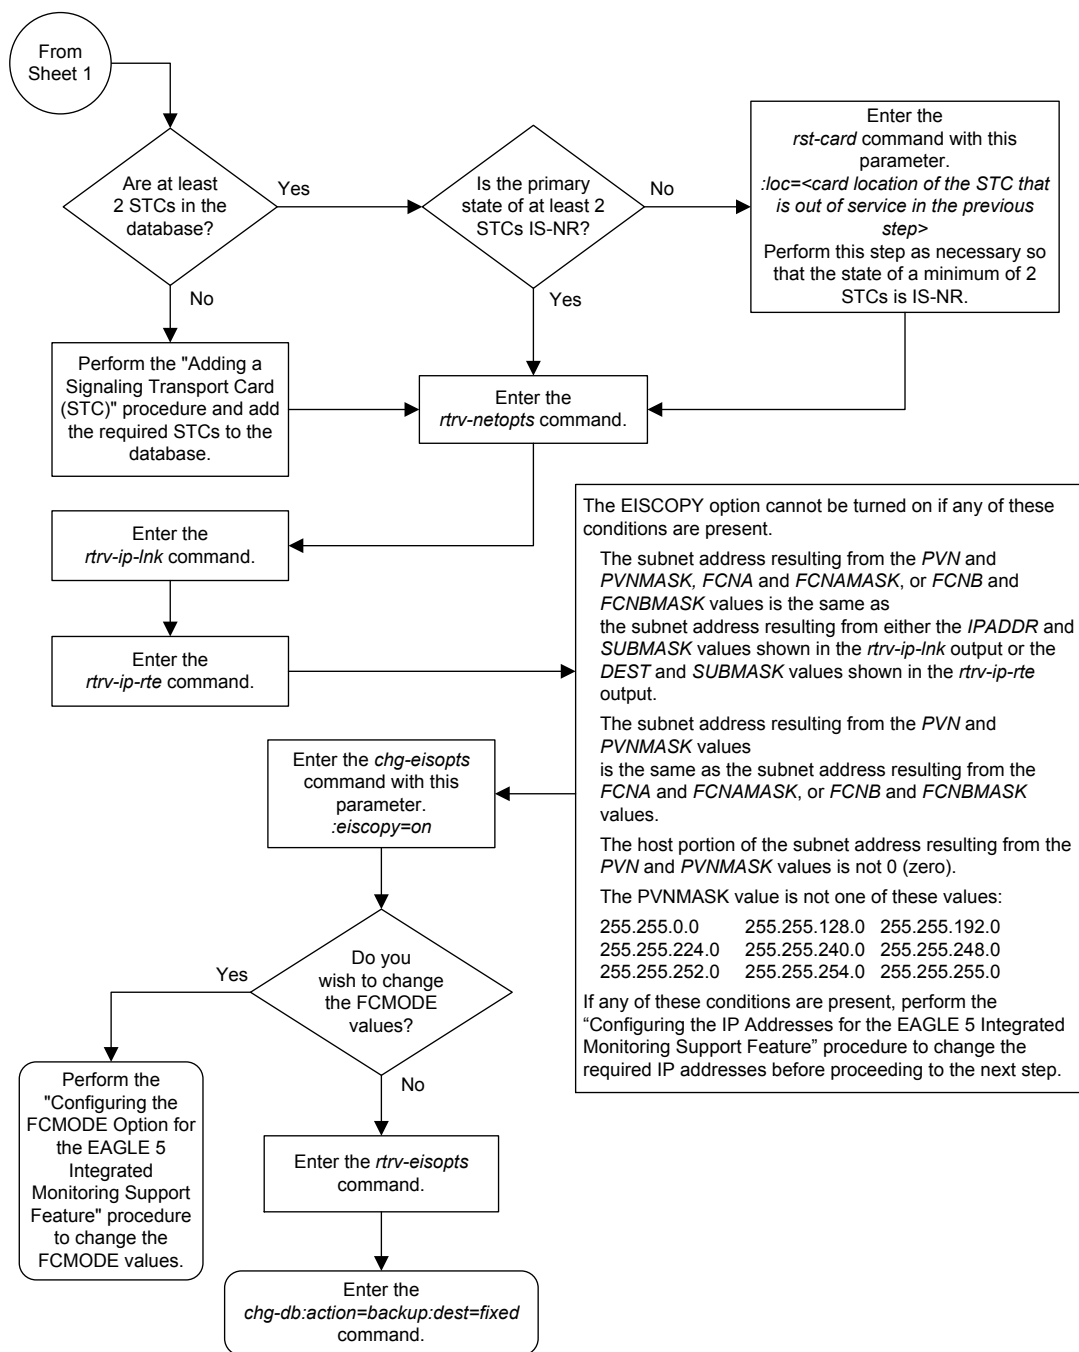 From
Sheet 1
Are at least
2 STCs in the
database?
Yes
No
Is the primary
state of at least 2
STCs IS-NR?
No
Yes
Enter the
rst-card command with this
parameter.
:loc=<card location of the STC that
is out of service in the previous
step>
Perform this step as necessary so
that the state of a minimum of 2
STCs is IS-NR.
Perform the "Adding a
Signaling Transport Card
(STC)" procedure and add
the required STCs to the
database.
Enter the
rtrv-netopts command.
Enter the
rtrv-ip-lnk command.
Enter the
rtrv-ip-rte command.
The EISCOPY option cannot be turned on if any of these
conditions are present.
The subnet address resulting from the PVN and
PVNMASK, FCNA and FCNAMASK, or FCNB and
FCNBMASK values is the same as
the subnet address resulting from either the IPADDR and
SUBMASK values shown in the rtrv-ip-lnk output or the
DEST and SUBMASK values shown in the rtrv-ip-rte
output.
The subnet address resulting from the PVN and
PVNMASK values
is the same as the subnet address resulting from the
FCNA and FCNAMASK, or FCNB and FCNBMASK
values.
The host portion of the subnet address resulting from the
PVN and PVNMASK values is not 0 (zero).
The PVNMASK value is not one of these values:
255.255.0.0 255.255.128.0 255.255.192.0
255.255.224.0 255.255.240.0 255.255.248.0
255.255.252.0 255.255.254.0 255.255.255.0
If any of these conditions are present, perform the
“Configuring the IP Addresses for the EAGLE 5 Integrated
Monitoring Support Feature” procedure to change the
required IP addresses before proceeding to the next step.
Enter the chg-eisopts
command with this
parameter.
:eiscopy=on
Do you
wish to change
the FCMODE
values?
Yes
No
Perform the
"Configuring the
FCMODE Option for
the EAGLE 5
Integrated
Monitoring Support
Feature" procedure
to change the
FCMODE values.
Enter the rtrv-eisopts
command.
Enter the
chg-db:action=backup:dest=fixed
command.